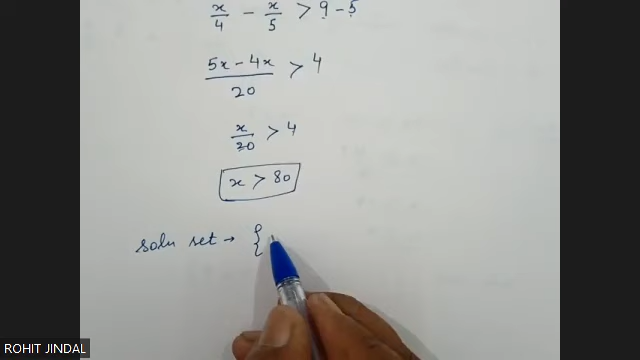 x/4 - x/5 > 9 - 5
(5x - 4x)/20 > 4
x/20 > 4
x > 80
Soln set → {
ROHIT JINDAL